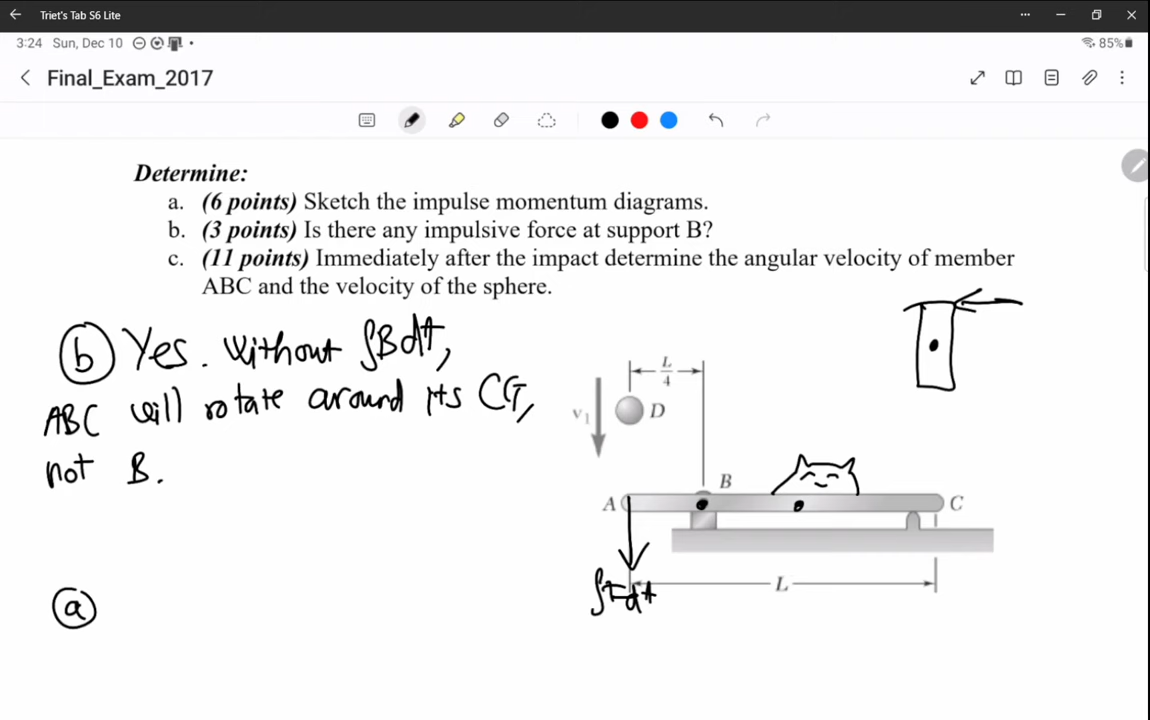 Triet's Tab S6 Lite
3:24 Sun, Dec 10
85%
Final_Exam_2017
Determine:
a. (6 points) Sketch the impulse momentum diagrams.
b. (3 points) Is there any impulsive force at support B?
c. (11 points) Immediately after the impact determine the angular velocity of member
ABC and the velocity of the sphere.
b Yes. Without ∫Bdt,
ABC will rotate around its CG,
not B.
L/4
v1
D
B
A
C
∫Fdt
L
a